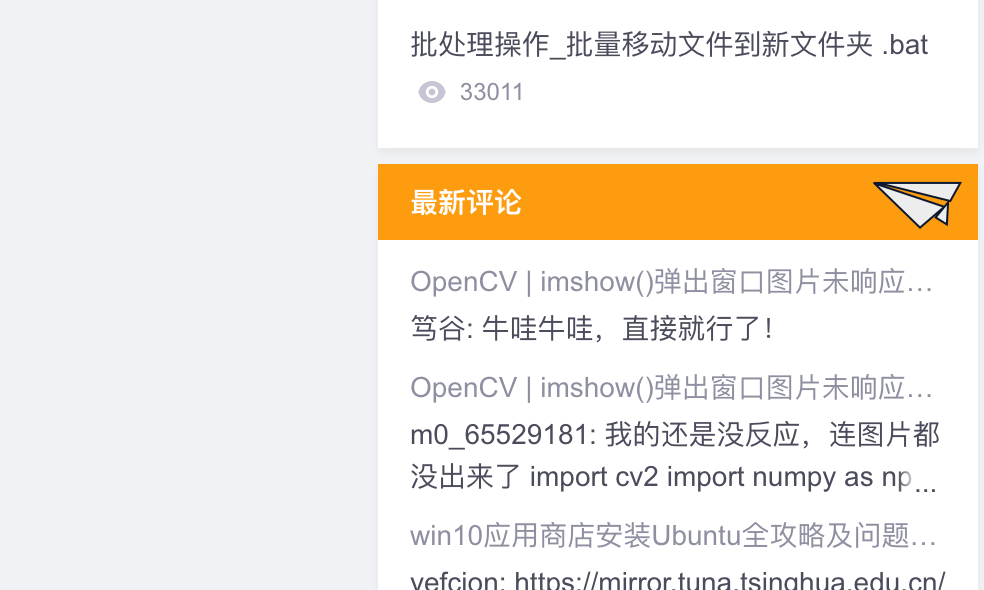 批处理操作_批量移动文件到新文件夹 .bat
33011
最新评论
OpenCV | imshow()弹出窗口图片未响应…
笃谷: 牛哇牛哇，直接就行了！
OpenCV | imshow()弹出窗口图片未响应…
m0_65529181: 我的还是没反应，连图片都
没出来了 import cv2 import numpy as np...
win10应用商店安装Ubuntu全攻略及问题…
yefcion: https://mirror.tuna.tsinghua.edu.cn/